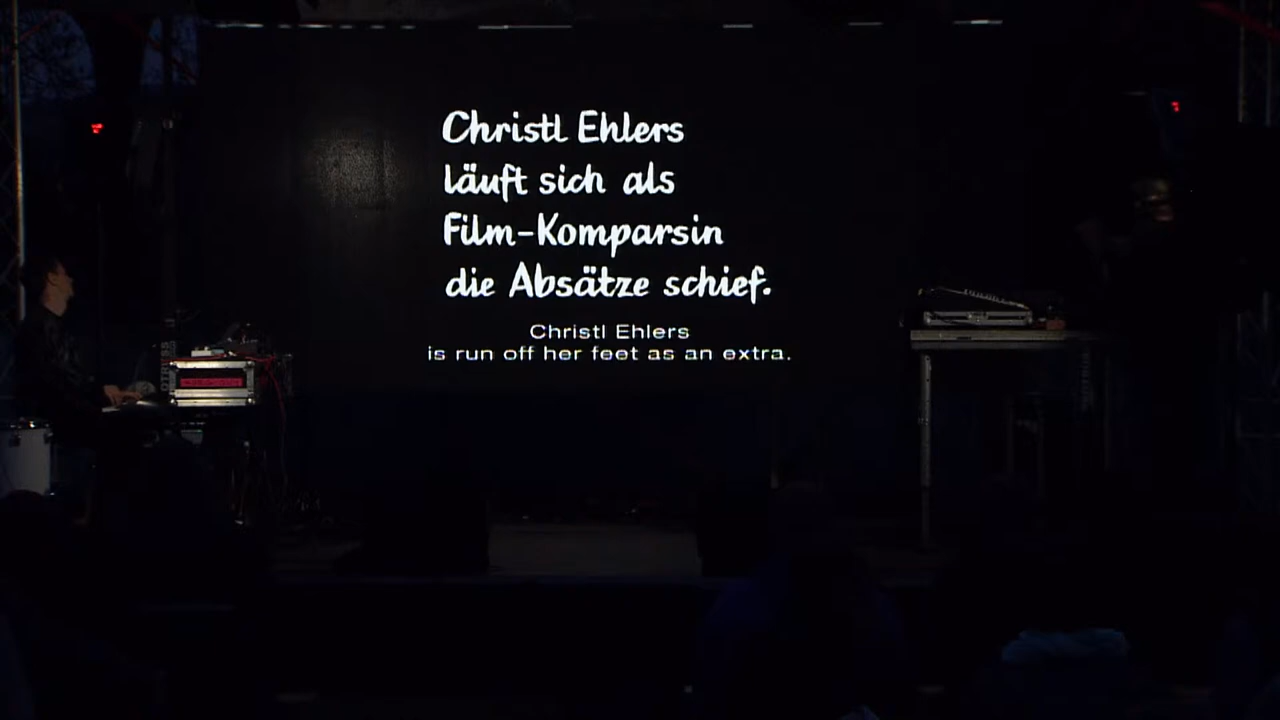 Christl Ehlers
läuft sich als
Film-Komparsin
die Absätze schief.
Christl Ehlers
is run off her feet as an extra.